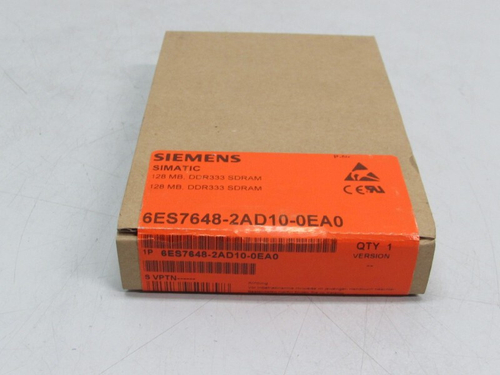 SIEMENS
SIMATIC
128 MB, DDR333 SDRAM
128 MB, DDR333 SDRAM
6ES7648-2AD10-0EA0
1P 6ES7648-2AD10-0EA0
QTY 1
VERSION
S VPTN